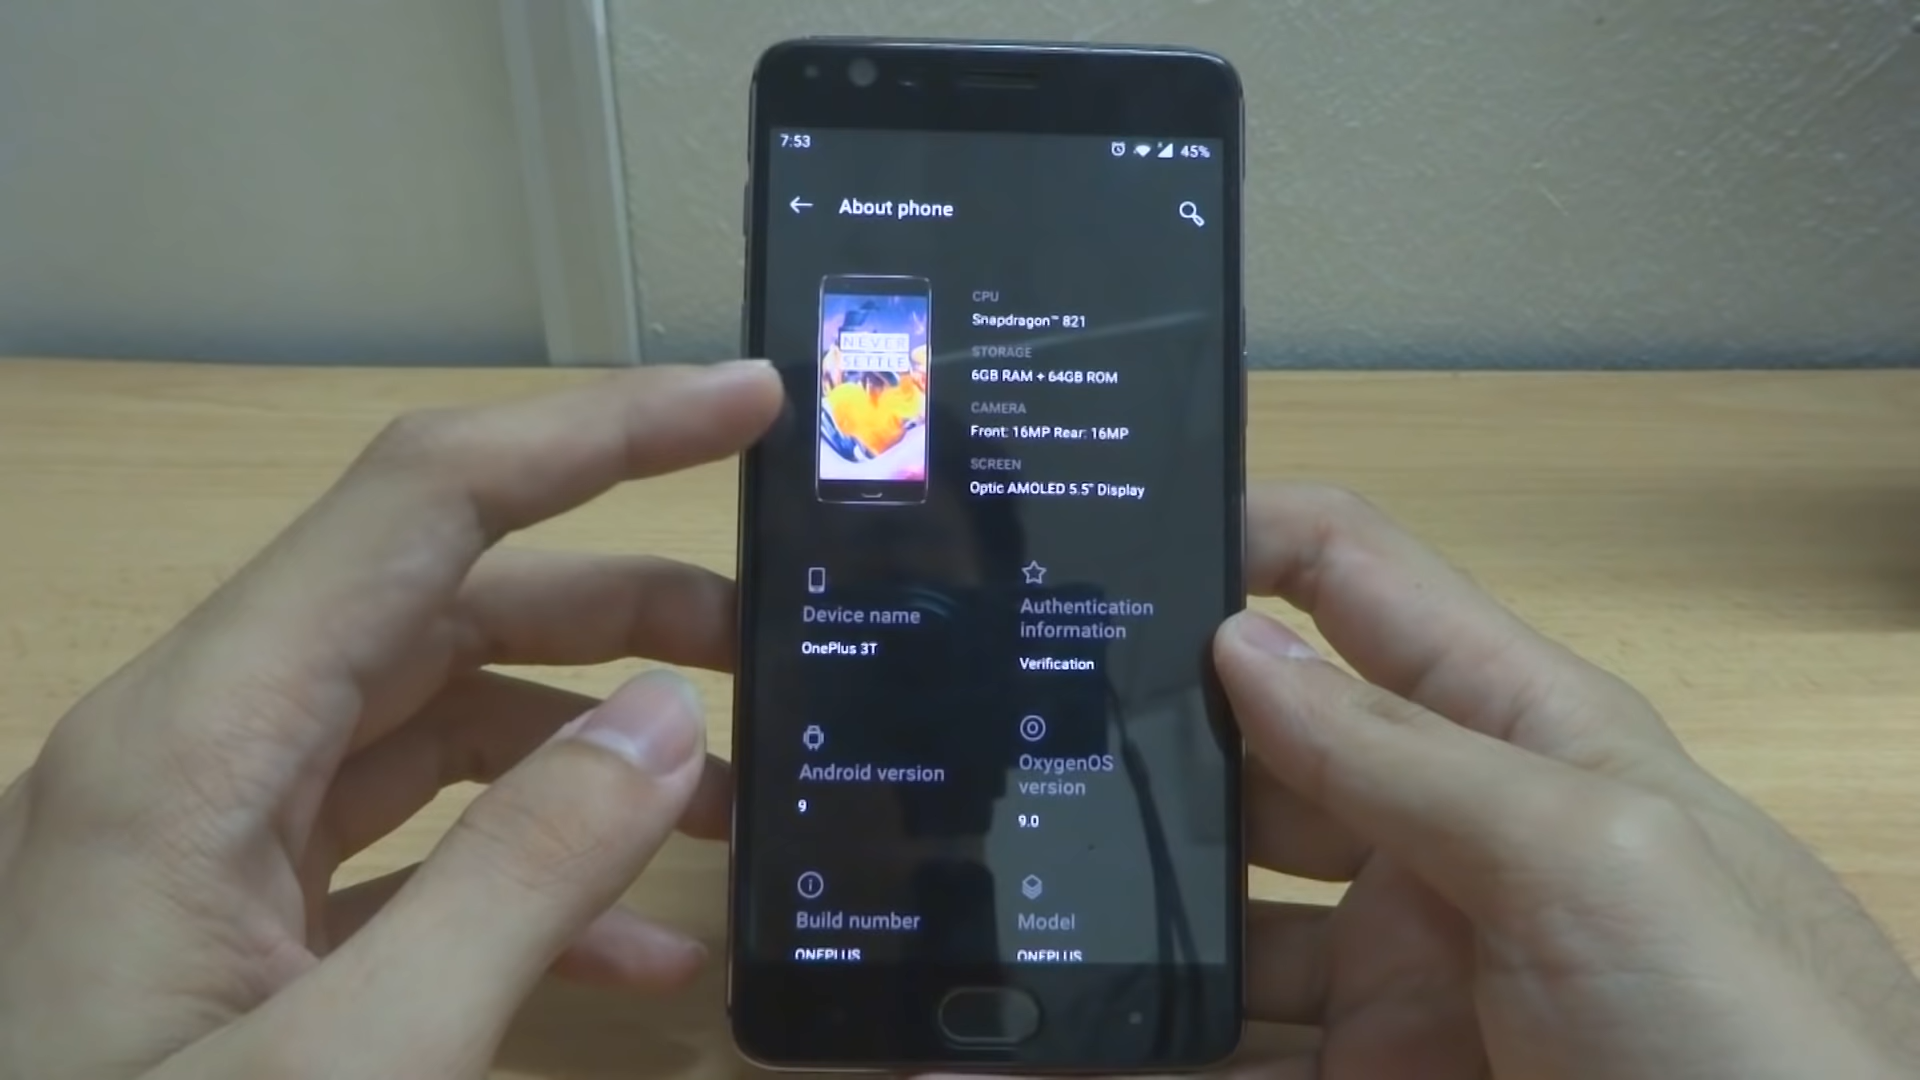 7:53
45%
About phone
NEVER
SETTLE
CPU
Snapdragon™ 821
STORAGE
6GB RAM + 64GB ROM
CAMERA
Front: 16MP Rear: 16MP
SCREEN
Optic AMOLED 5.5" Display
Device name
OnePlus 3T
Authentication
information
Verification
Android version
9
OxygenOS
version
9.0
Build number
ONEPLUS
Model
ONEPLUS